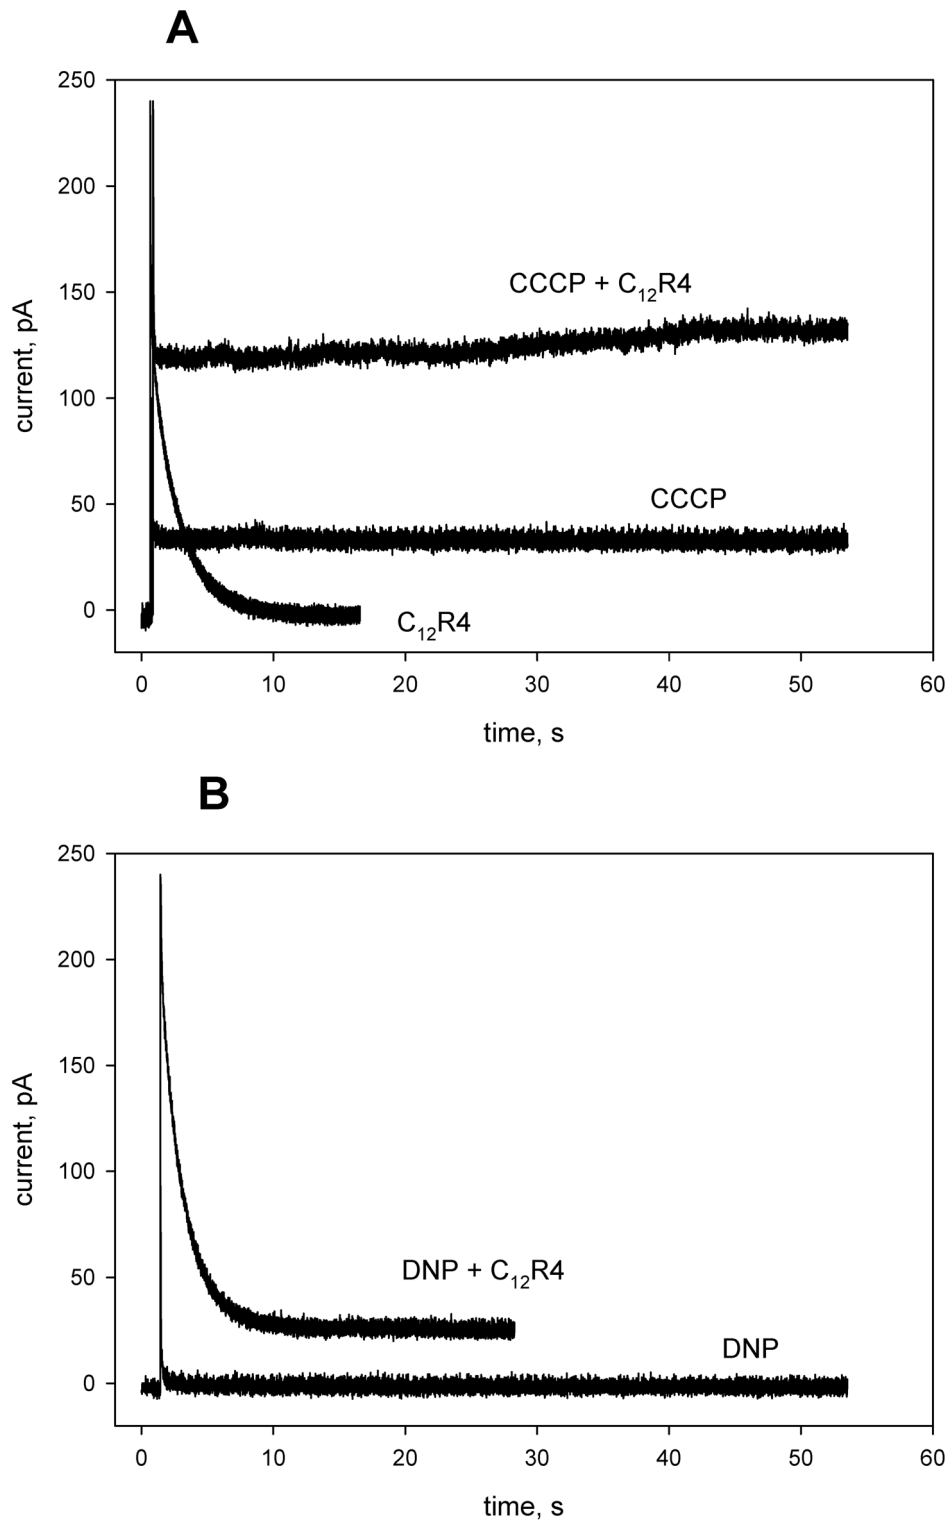 A
250
200
150
100
50
0
current, pA
CCCP + C₁₂R4
CCCP
C₁₂R4
0 10 20 30 40 50 60
time, s
B
250
200
150
100
50
0
current, pA
DNP + C₁₂R4
DNP
0 10 20 30 40 50 60
time, s